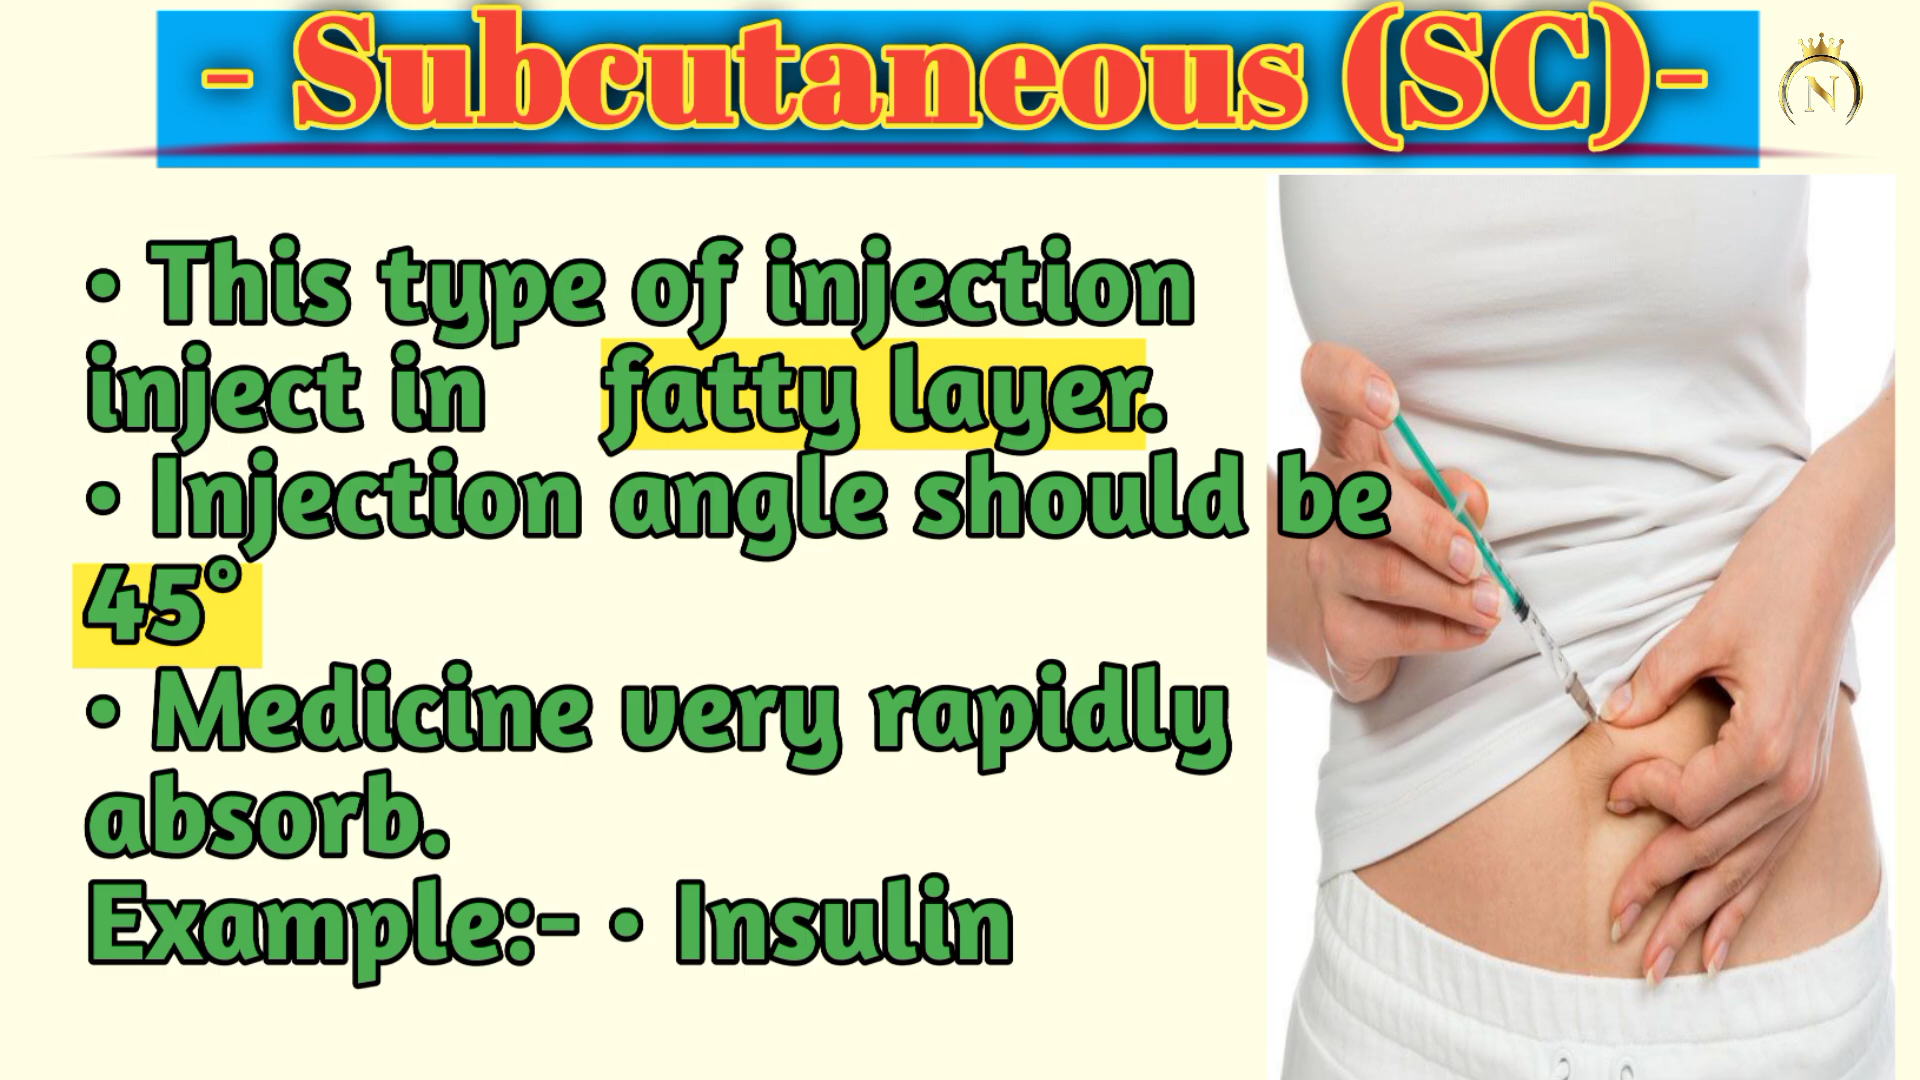 - Subcutaneous (SC)-
N
• This type of injection
inject in fatty layer.
• Injection angle should be
45°
• Medicine very rapidly
absorb.
Example:- • Insulin